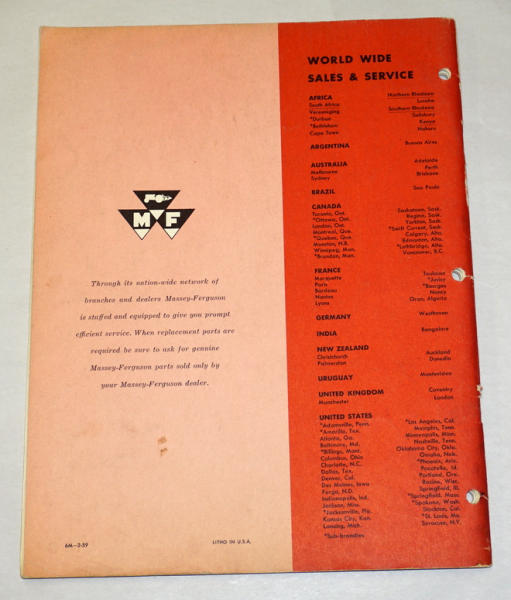 M F
Through its nation-wide network of
branches and dealers Massey-Ferguson
is staffed and equipped to give you prompt
efficient service. When replacement parts are
required be sure to ask for genuine
Massey-Ferguson parts sold only by
your Massey-Ferguson dealer.
6M—2-59
LITHO IN U.S.A.
WORLD WIDE
SALES & SERVICE
AFRICA
South Africa
Vereeniging
*Durban
*Bethlehem
Cape Town
Northern Rhodesia
Lusaka
Southern Rhodesia
Salisbury
Kenya
Nakuru
ARGENTINA
Buenos Aires
AUSTRALIA
Melbourne
Sydney
Adelaide
Perth
Brisbane
BRAZIL
Sao Paulo
CANADA
Toronto, Ont.
*Ottawa, Ont.
London, Ont.
Montreal, Que.
*Quebec, Que.
Moncton, N.B.
Winnipeg, Man.
*Brandon, Man.
Saskatoon, Sask.
Regina, Sask.
Yorkton, Sask.
*Swift Current, Sask.
Calgary, Alta.
Edmonton, Alta.
*Lethbridge, Alta.
Vancouver, B.C.
FRANCE
Marquette
Paris
Bordeau
Nantes
Lyons
Toulouse
*Juvisy
*Bourges
Nancy
Oran, Algeria
GERMANY
Westhoven
INDIA
Bangalore
NEW ZEALAND
Christchurch
Palmerston
Auckland
Dunedin
URUGUAY
Montevideo
UNITED KINGDOM
Manchester
Coventry
London
UNITED STATES
*Adamsville, Penn.
*Amarillo, Tex.
Atlanta, Ga.
Baltimore, Md.
*Billings, Mont.
Columbus, Ohio
Charlotte, N.C.
Dallas, Tex.
Denver, Col.
Des Moines, Iowa
Fargo, N.D.
Indianapolis, Ind.
Jackson, Miss.
*Jacksonville, Fla.
Kansas City, Kan.
Lansing, Mich.
*Los Angeles, Cal.
Memphis, Tenn.
Minneapolis, Minn.
Nashville, Tenn.
Oklahoma City, Okla.
Omaha, Neb.
*Phoenix, Ariz.
Pocatello, Id.
Portland, Ore.
Racine, Wisc.
Springfield, Ill.
*Springfield, Mass.
*Spokane, Wash.
Stockton, Cal.
*St. Louis, Mo.
Syracuse, N.Y.
*Sub-branches